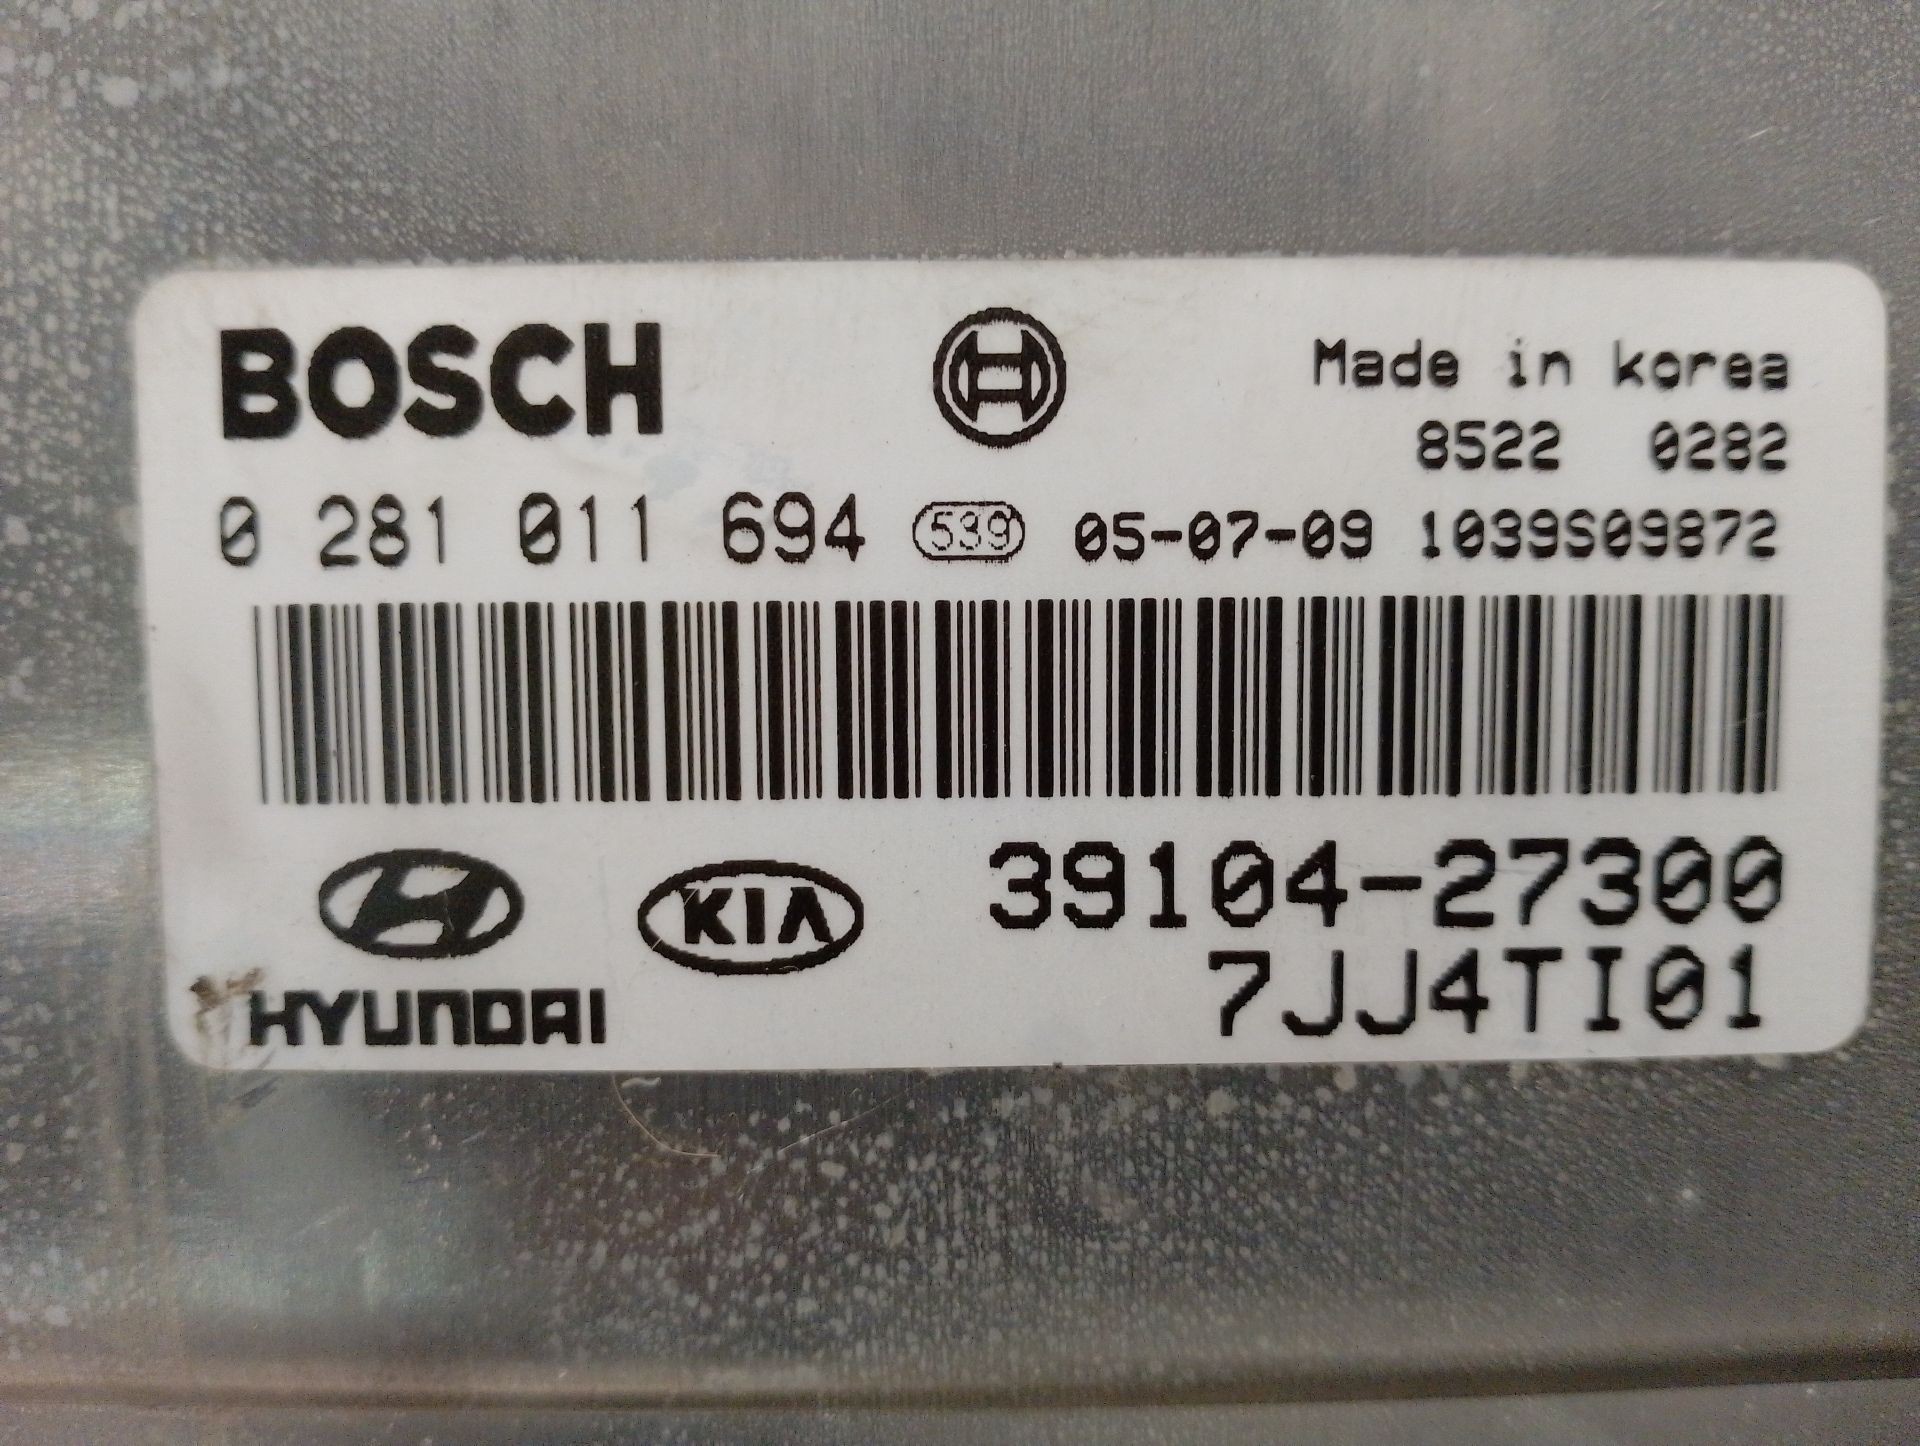 BOSCH
Made in korea
8522 0282
0 281 011 694 539 05-07-09 1039S09872
KIA 39104-27300
HYUNDAI 7JJ4TI01